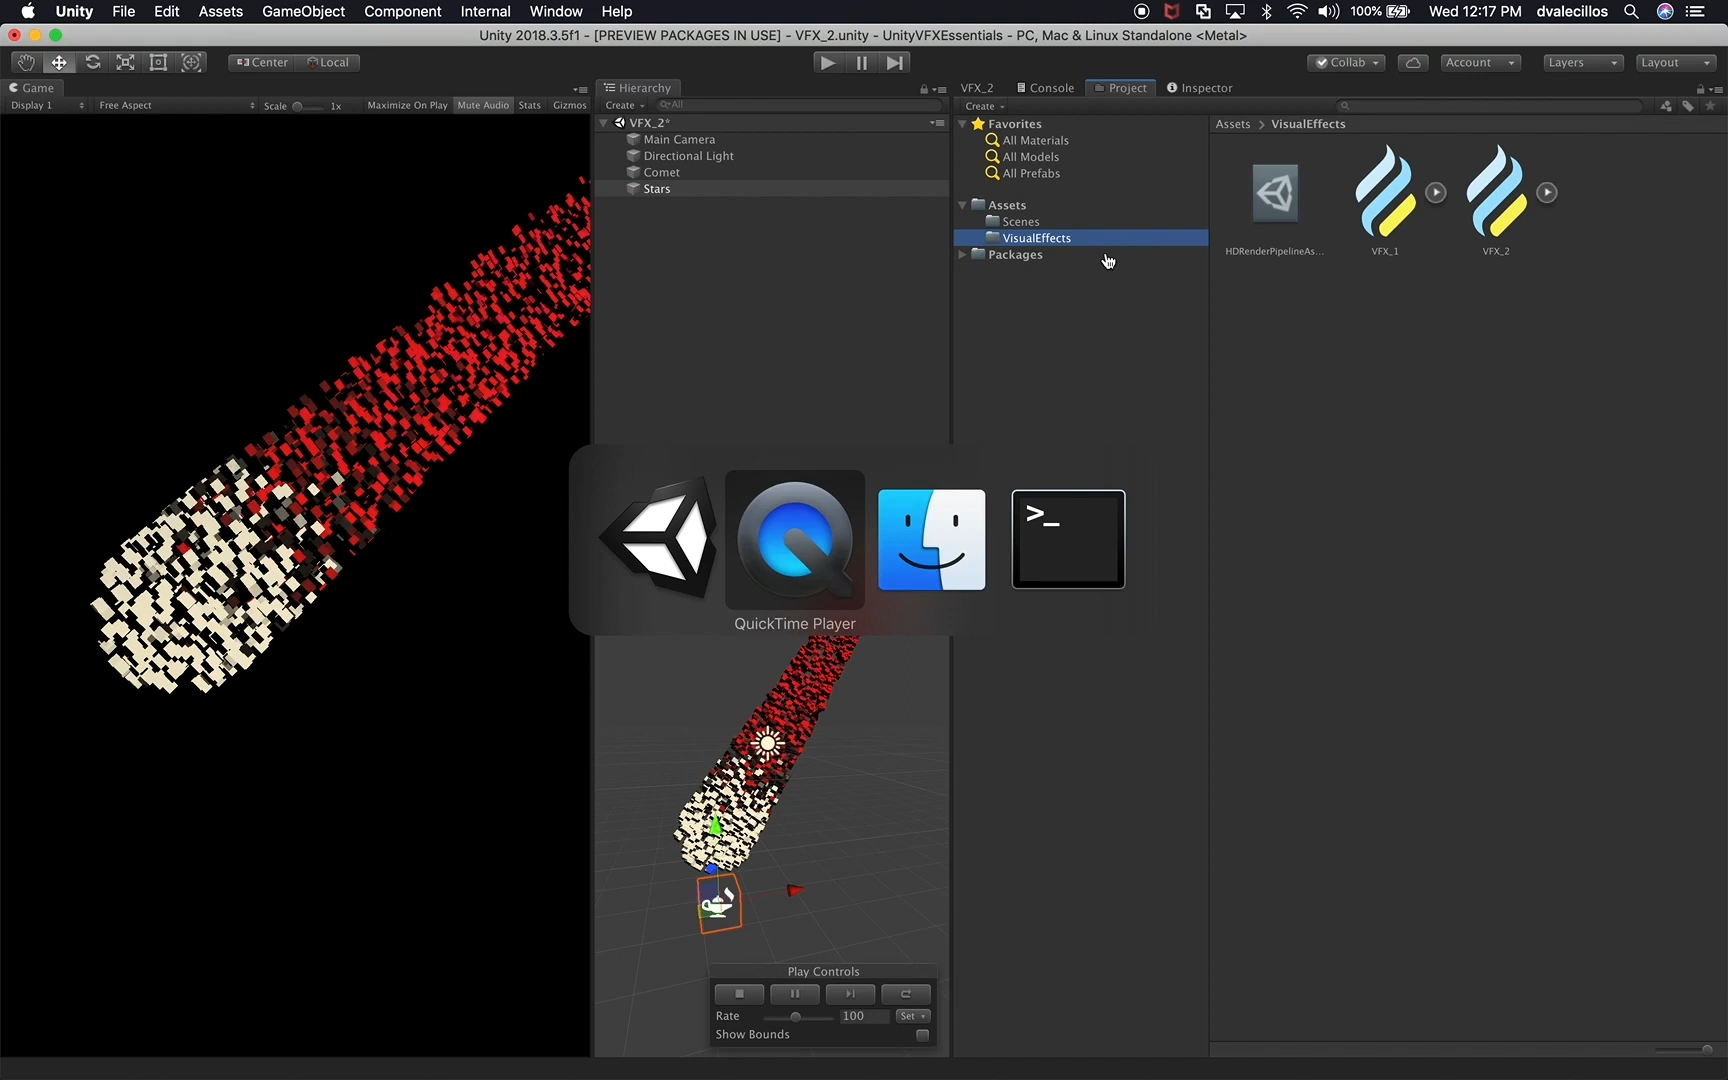 Unity File Edit Assets GameObject Component Internal Window Help 100% Wed 12:17 PM dvalecillos
Unity 2018.3.5f1 - [PREVIEW PACKAGES IN USE] - VFX_2.unity - UnityVFXEssentials - PC, Mac & Linux Standalone <Metal>
Center Local Collab Account Layers Layout
Game Hierarchy VFX_2 Console Project Inspector
Display 1 Free Aspect Scale 1x Maximize On Play Mute Audio Stats Gizmos Create All Create
VFX_2* Favorites Assets > VisualEffects
Main Camera All Materials
Directional Light All Models
Comet All Prefabs
Stars
Assets
Scenes
VisualEffects
Packages
HDRenderPipelineAs... VFX_1 VFX_2
>_
QuickTime Player
Play Controls
Rate 100 Set
Show Bounds